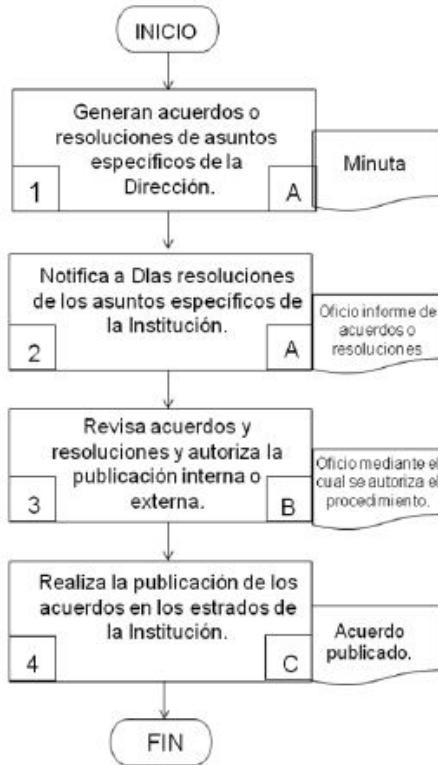 INICIO
Generan acuerdos o
resoluciones de asuntos
específicos de la
Dirección.
1
A
Minuta
Notifica a DIas resoluciones
de los asuntos específicos de
la Institución.
2
A
Oficio informe de
acuerdos o
resoluciones
Revisa acuerdos y
resoluciones y autoriza la
publicación interna o
externa.
3
B
Oficio mediante el
cual se autoriza el
procedimiento.
Realiza la publicación de los
acuerdos en los estrados de
la Institución.
4
C
Acuerdo
publicado.
FIN